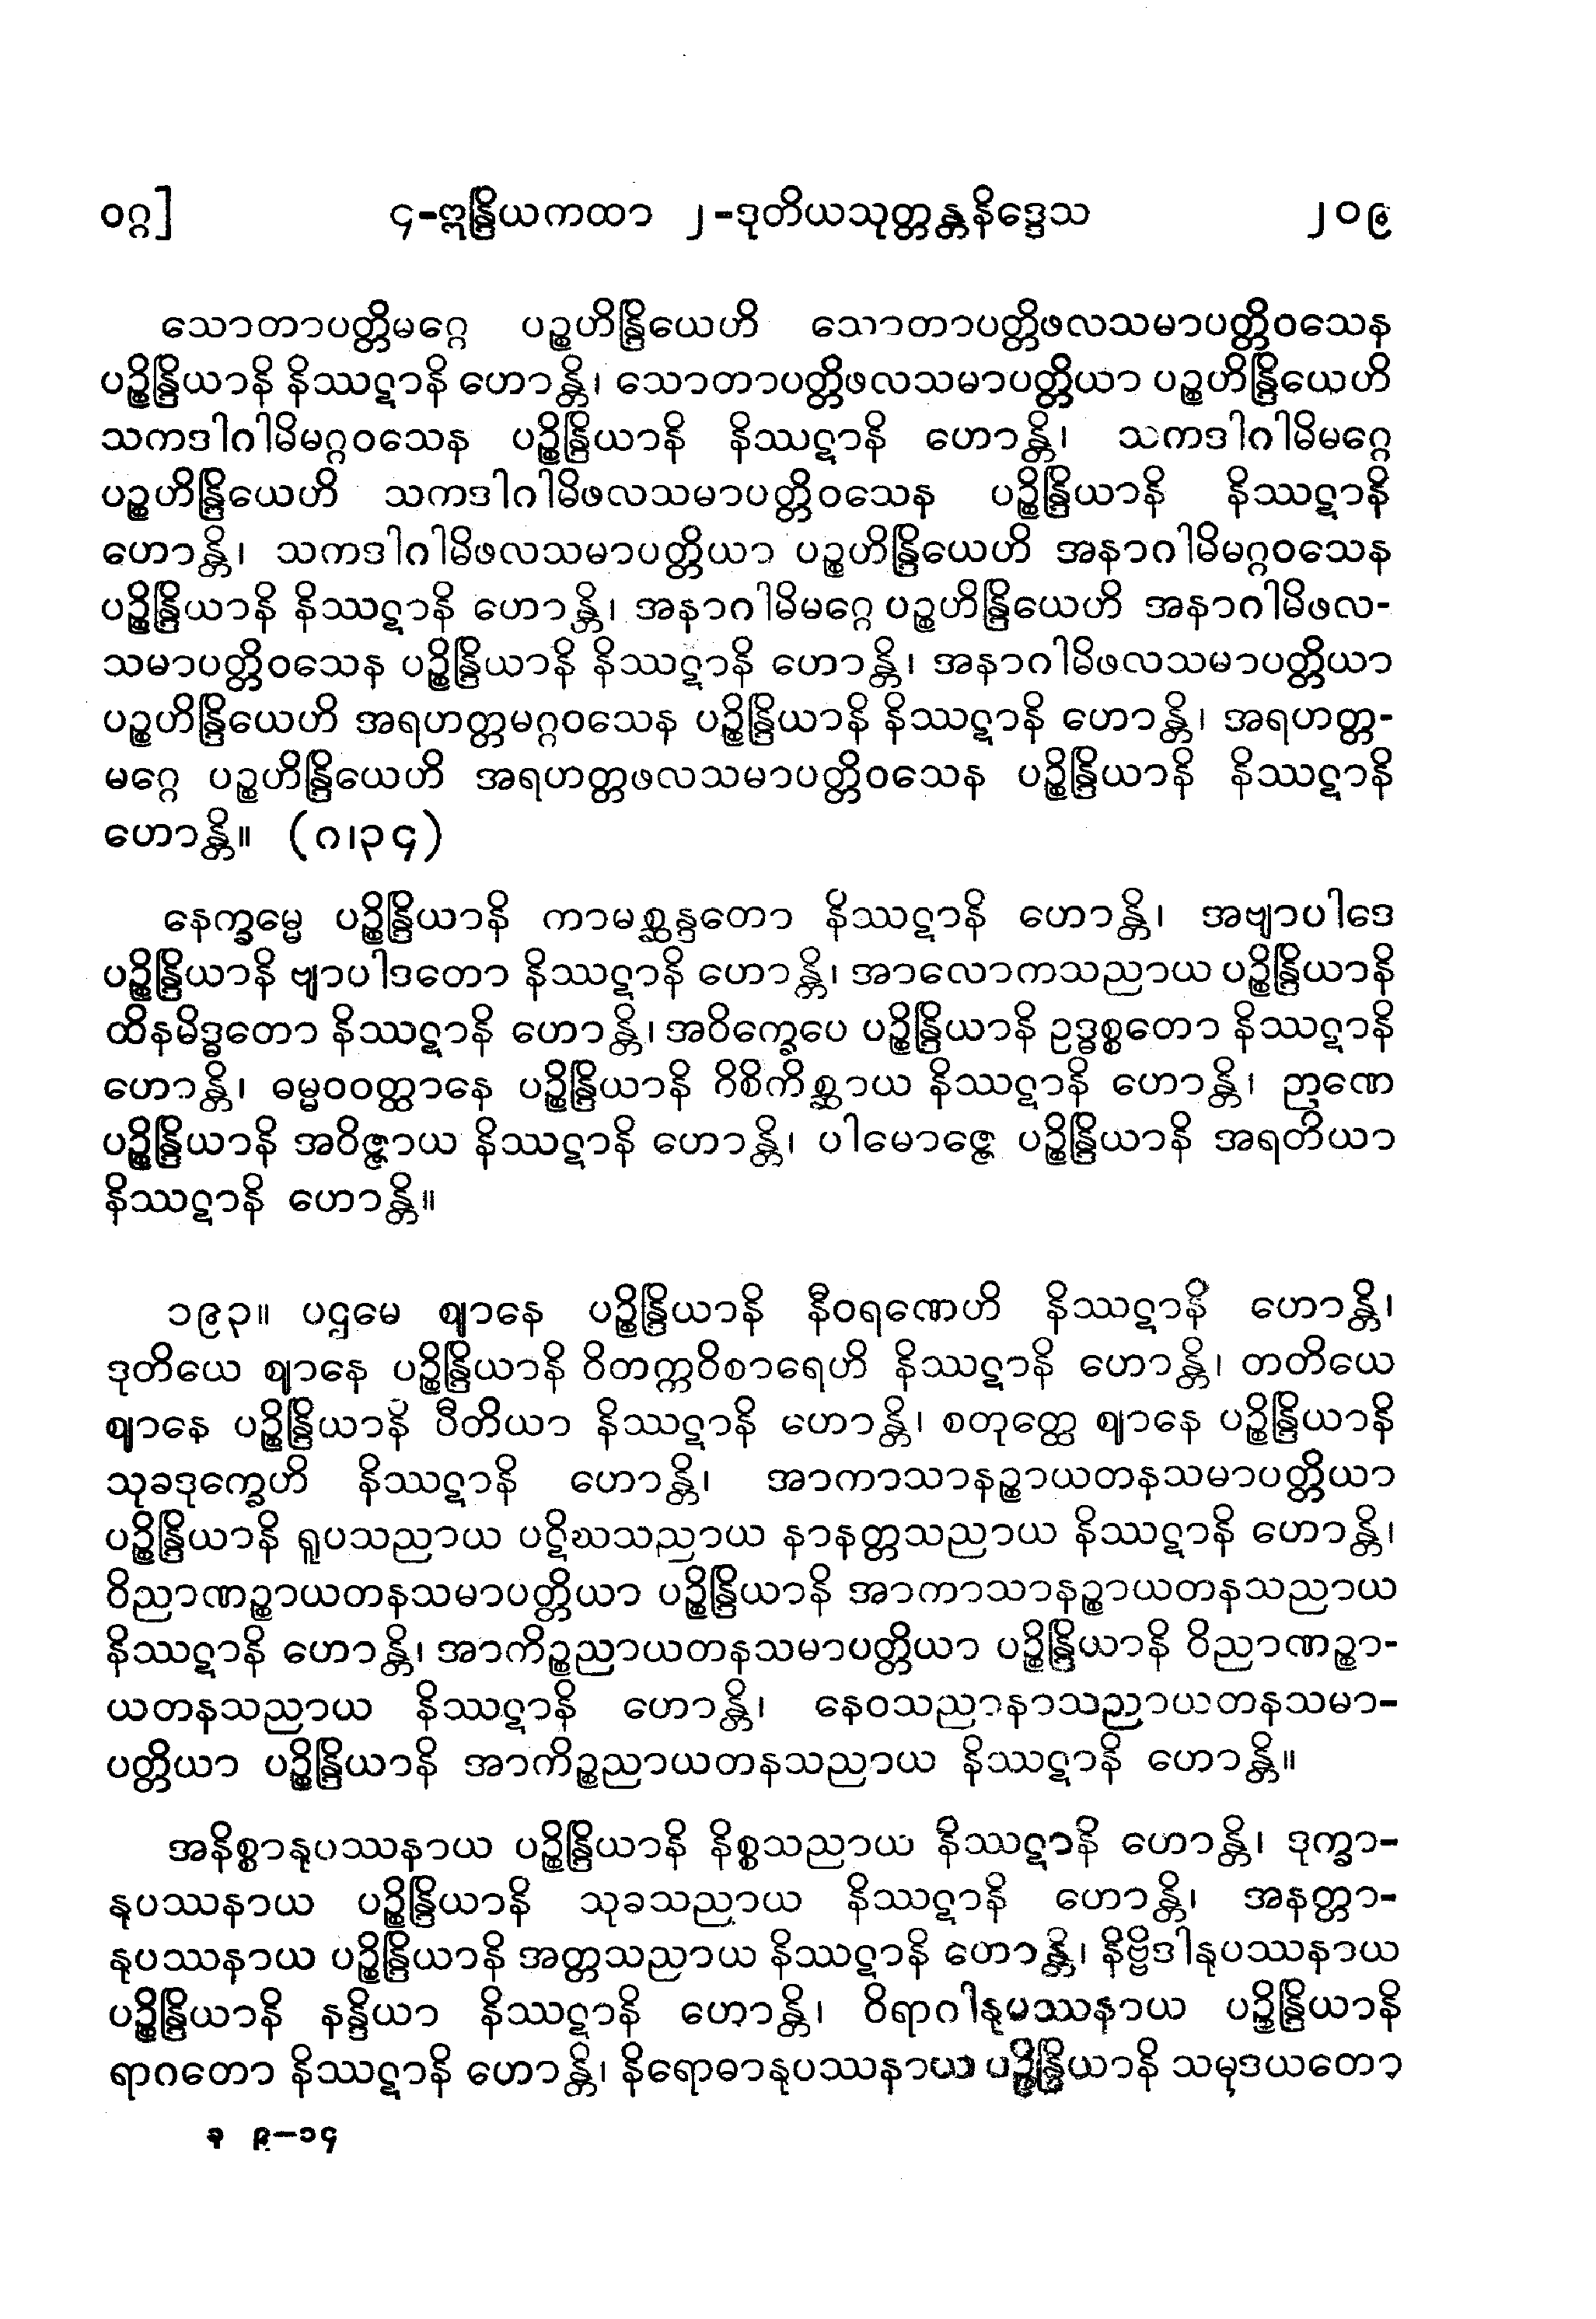 ဝဂ္ဂ] ၄-ဣန္ဒြိယကထာ ၂-ဒုတိယသုတ္တန္တနိဒ္ဒေသ ၂၀၉
သောတာပတ္တိမဂ္ဂေ ပဉ္စဟိန္ဒြိယေဟိ သောတာပတ္တိဖလသမာပတ္တိဝသေန
ပဉ္စိန္ဒြိယာနိ နိဿဋာနိ ဟောန္တိ၊ သောတာပတ္တိဖလသမာပတ္တိယာ ပဉ္စဟိန္ဒြိယေဟိ
သကဒါဂါမိမဂ္ဂဝသေန ပဉ္စိန္ဒြိယာနိ နိဿဋာနိ ဟောန္တိ၊ သကဒါဂါမိမဂ္ဂေ
ပဉ္စဟိန္ဒြိယေဟိ သကဒါဂါမိဖလသမာပတ္တိဝသေန ပဉ္စိန္ဒြိယာနိ နိဿဋာနိ
ဟောန္တိ၊ သကဒါဂါမိဖလသမာပတ္တိယာ ပဉ္စဟိန္ဒြိယေဟိ အနာဂါမိမဂ္ဂဝသေန
ပဉ္စိန္ဒြိယာနိ နိဿဋာနိ ဟောန္တိ၊ အနာဂါမိမဂ္ဂေ ပဉ္စဟိန္ဒြိယေဟိ အနာဂါမိဖလ-
သမာပတ္တိဝသေန ပဉ္စိန္ဒြိယာနိ နိဿဋာနိ ဟောန္တိ၊ အနာဂါမိဖလသမာပတ္တိယာ
ပဉ္စဟိန္ဒြိယေဟိ အရဟတ္တမဂ္ဂဝသေန ပဉ္စိန္ဒြိယာနိ နိဿဋာနိ ဟောန္တိ၊ အရဟတ္တ-
မဂ္ဂေ ပဉ္စဟိန္ဒြိယေဟိ အရဟတ္တဖလသမာပတ္တိဝသေန ပဉ္စိန္ဒြိယာနိ နိဿဋာနိ
ဟောန္တိ။ (ဂ၊၃၄)
နေက္ခမ္မေ ပဉ္စိန္ဒြိယာနိ ကာမစ္ဆန္ဒတော နိဿဋာနိ ဟောန္တိ၊ အဗျာပါဒေ
ပဉ္စိန္ဒြိယာနိ ဗျာပါဒတော နိဿဋာနိ ဟောန္တိ၊ အာလောကသညာယ ပဉ္စိန္ဒြိယာနိ
ထိနမိဒ္ဓတော နိဿဋာနိ ဟောန္တိ၊ အဝိက္ခေပေ ပဉ္စိန္ဒြိယာနိ ဥဒ္ဓစ္စတော နိဿဋာနိ
ဟောန္တိ၊ ဓမ္မဝဝတ္ထာနေ ပဉ္စိန္ဒြိယာနိ ဝိစိကိစ္ဆာယ နိဿဋာနိ ဟောန္တိ၊ ဉာဏေ
ပဉ္စိန္ဒြိယာနိ အဝိဇ္ဇာယ နိဿဋာနိ ဟောန္တိ၊ ပါမောဇ္ဇေ ပဉ္စိန္ဒြိယာနိ အရတိယာ
နိဿဋာနိ ဟောန္တိ။
၁၉၃။ ပဌမေ ဈာနေ ပဉ္စိန္ဒြိယာနိ နီဝရဏေဟိ နိဿဋာနိ ဟောန္တိ၊
ဒုတိယေ ဈာနေ ပဉ္စိန္ဒြိယာနိ ဝိတက္ကဝိစာရေဟိ နိဿဋာနိ ဟောန္တိ၊ တတိယေ
ဈာနေ ပဉ္စိန္ဒြိယာနိ ပီတိယာ နိဿဋာနိ ဟောန္တိ၊ စတုတ္ထေ ဈာနေ ပဉ္စိန္ဒြိယာနိ
သုခဒုက္ခေဟိ နိဿဋာနိ ဟောန္တိ၊ အာကာသာနဉ္စာယတနသမာပတ္တိယာ
ပဉ္စိန္ဒြိယာနိ ရူပသညာယ ပဋိဃသညာယ နာနတ္တသညာယ နိဿဋာနိ ဟောန္တိ၊
ဝိညာဏဉ္စာယတနသမာပတ္တိယာ ပဉ္စိန္ဒြိယာနိ အာကာသာနဉ္စာယတနသညာယ
နိဿဋာနိ ဟောန္တိ၊ အာကိဉ္စညာယတနသမာပတ္တိယာ ပဉ္စိန္ဒြိယာနိ ဝိညာဏဉ္စာ-
ယတနသညာယ နိဿဋာနိ ဟောန္တိ၊ နေဝသညာနာသညာယတနသမာ-
ပတ္တိယာ ပဉ္စိန္ဒြိယာနိ အာကိဉ္စညာယတနသညာယ နိဿဋာနိ ဟောန္တိ။
အနိစ္စာနုပဿနာယ ပဉ္စိန္ဒြိယာနိ နိစ္စသညာယ နိဿဋာနိ ဟောန္တိ၊ ဒုက္ခာ-
နုပဿနာယ ပဉ္စိန္ဒြိယာနိ သုခသညာယ နိဿဋာနိ ဟောန္တိ၊ အနတ္တာ-
နုပဿနာယ ပဉ္စိန္ဒြိယာနိ အတ္တသညာယ နိဿဋာနိ ဟောန္တိ၊ နိဗ္ဗိဒါနုပဿနာယ
ပဉ္စိန္ဒြိယာနိ နန္ဒိယာ နိဿဋာနိ ဟောန္တိ၊ ဝိရာဂါနုပဿနာယ ပဉ္စိန္ဒြိယာနိ
ရာဂတော နိဿဋာနိ ဟောန္တိ၊ နိရောဓာနုပဿနာယ ပဉ္စိန္ဒြိယာနိ သမုဒယတော
န ၉—၁၄